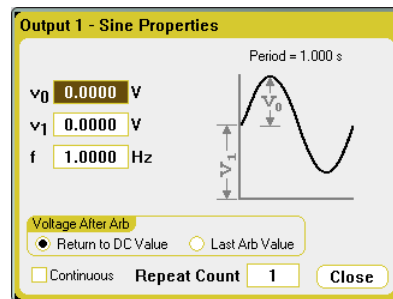 Output 1 - Sine Properties
Period = 1.000 s
v0 0.0000 V
v1 0.0000 V
f 1.0000 Hz
V0
V1
Voltage After Arb
Return to DC Value Last Arb Value
Continuous Repeat Count 1 Close